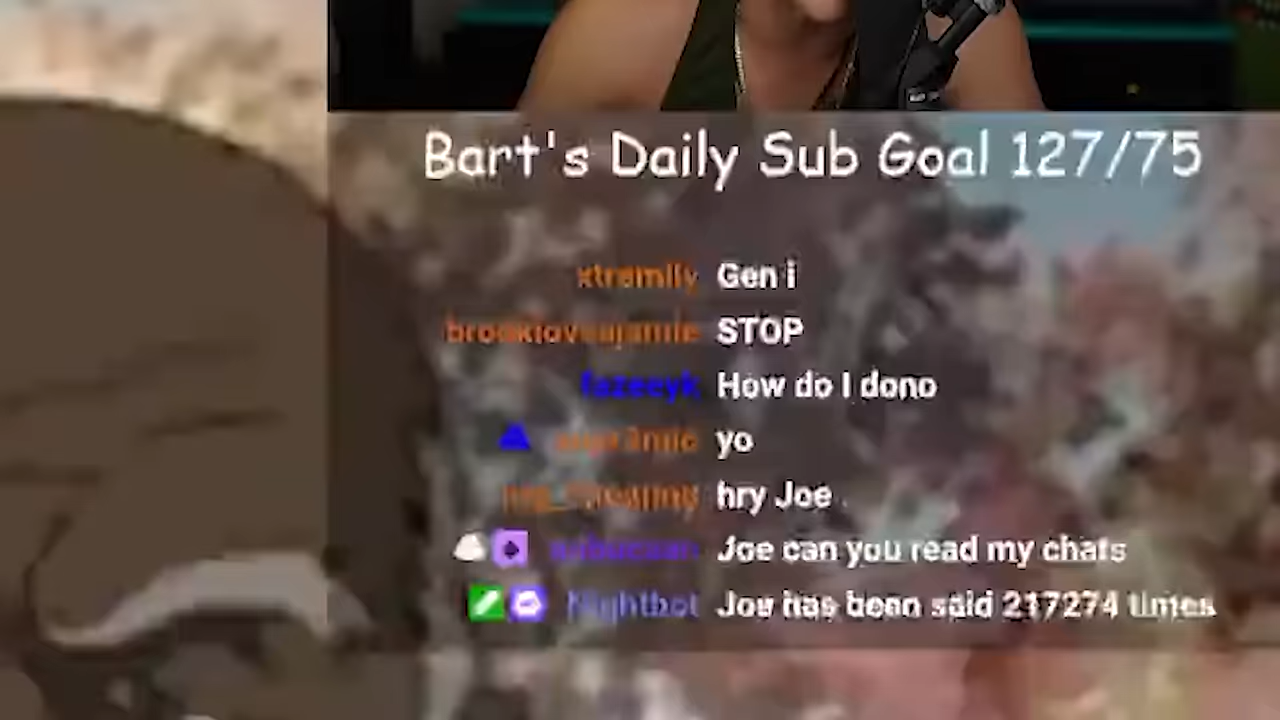 Bart's Daily Sub Goal 127/75
xtremily Gen i
STOP
How do I dono
yo
hry Joe
Joe can you read my chats
Nightbot Joe has been said 217274 times